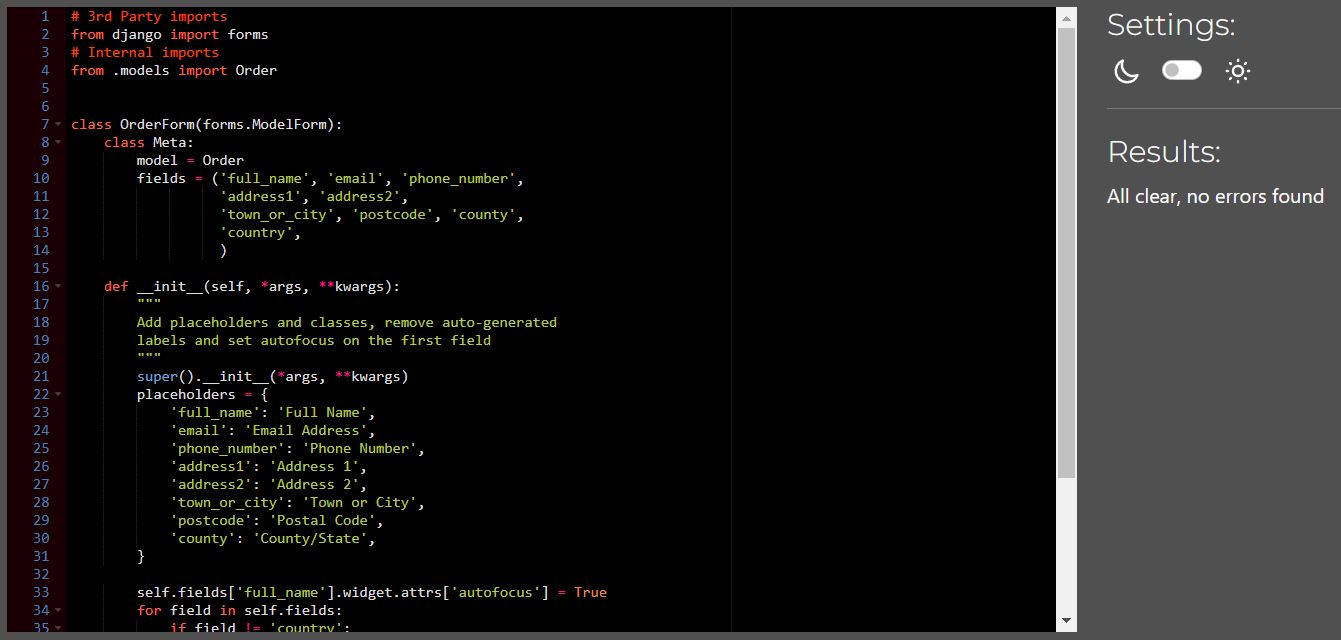 1 # 3rd Party imports
2 from django import forms
3 # Internal imports
4 from .models import Order
5
6
7 class OrderForm(forms.ModelForm):
8     class Meta:
9         model = Order
10         fields = ('full_name', 'email', 'phone_number',
11                   'address1', 'address2',
12                   'town_or_city', 'postcode', 'county',
13                   'country',
14                   )
15
16     def __init__(self, *args, **kwargs):
17         """
18         Add placeholders and classes, remove auto-generated
19         labels and set autofocus on the first field
20         """
21         super().__init__(*args, **kwargs)
22         placeholders = {
23             'full_name': 'Full Name',
24             'email': 'Email Address',
25             'phone_number': 'Phone Number',
26             'address1': 'Address 1',
27             'address2': 'Address 2',
28             'town_or_city': 'Town or City',
29             'postcode': 'Postal Code',
30             'county': 'County/State',
31         }
32
33         self.fields['full_name'].widget.attrs['autofocus'] = True
34         for field in self.fields:
35             if field != 'country':
Settings:
Results:
All clear, no errors found